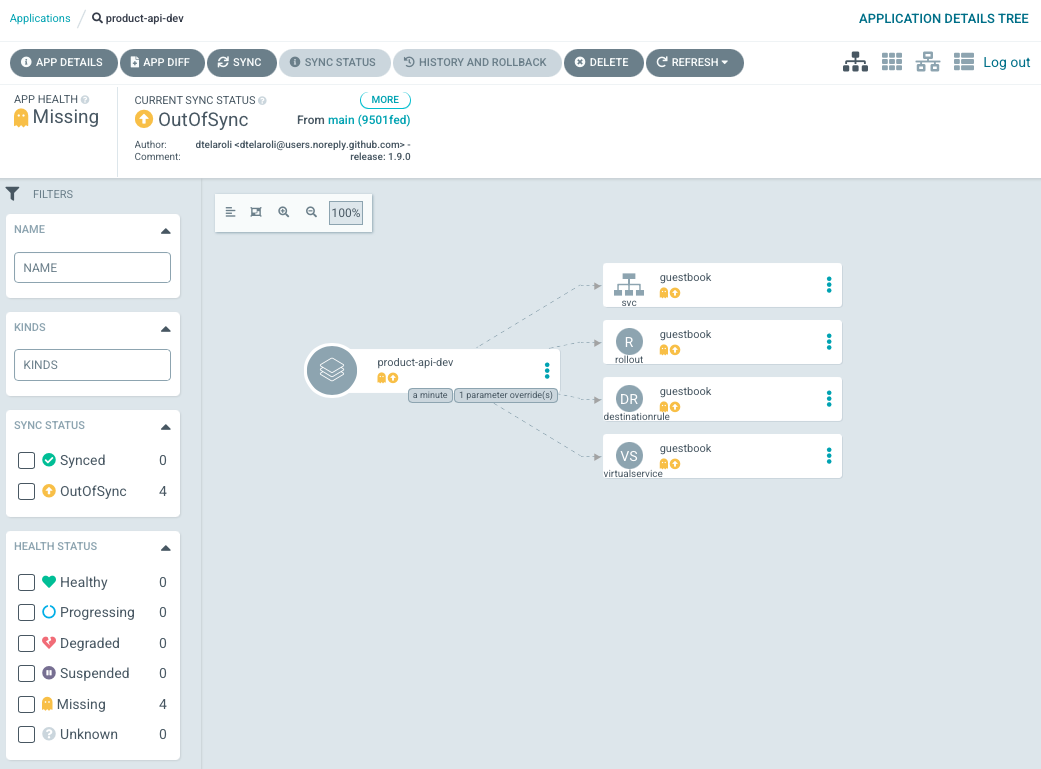 Applications / product-api-dev
APPLICATION DETAILS TREE
APP DETAILS
APP DIFF
SYNC
SYNC STATUS
HISTORY AND ROLLBACK
DELETE
REFRESH
Log out
APP HEALTH
Missing
CURRENT SYNC STATUS
MORE
OutOfSync
From main (9501fed)
Author: dtelaroli <dtelaroli@users.noreply.github.com> -
Comment: release: 1.9.0
FILTERS
NAME
NAME
KINDS
KINDS
SYNC STATUS
Synced 0
OutOfSync 4
HEALTH STATUS
Healthy 0
Progressing 0
Degraded 0
Suspended 0
Missing 4
Unknown 0
100%
product-api-dev
a minute
1 parameter override(s)
guestbook
svc
guestbook
R
rollout
guestbook
DR
destinationrule
guestbook
VS
virtualservice